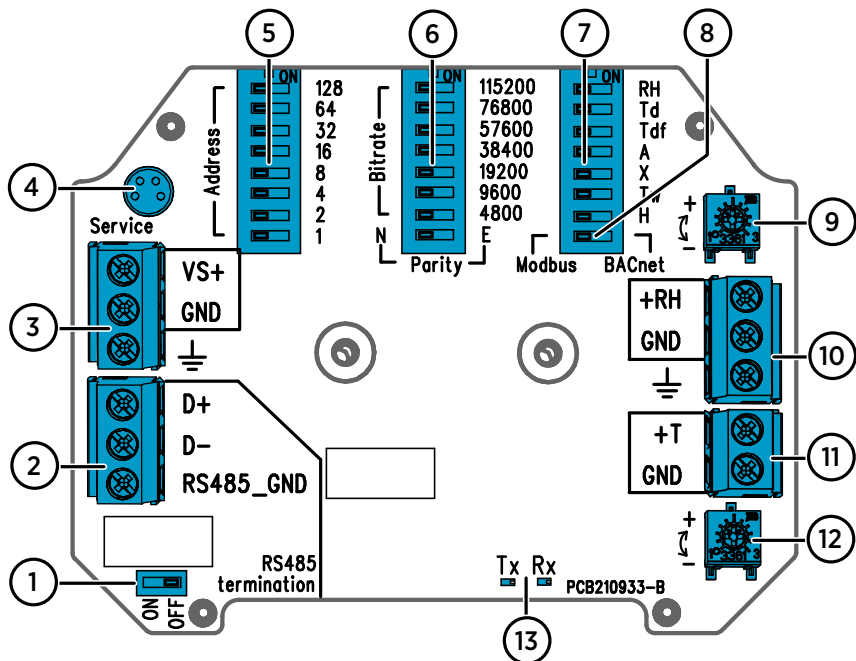 5
6
7
8
ON
ON
ON
128
64
32
16
8
4
2
1
Address
115200
76800
57600
38400
19200
9600
4800
Bitrate
N
E
Parity
RH
Td
Tdf
A
X
Tw
H
Modbus
BACnet
4
Service
3
VS+
GND
2
D+
D-
RS485_GND
1
ON
OFF
RS485
termination
+
-
9
+RH
GND
10
+T
GND
11
+
-
12
Tx
Rx
13
PCB210933-B